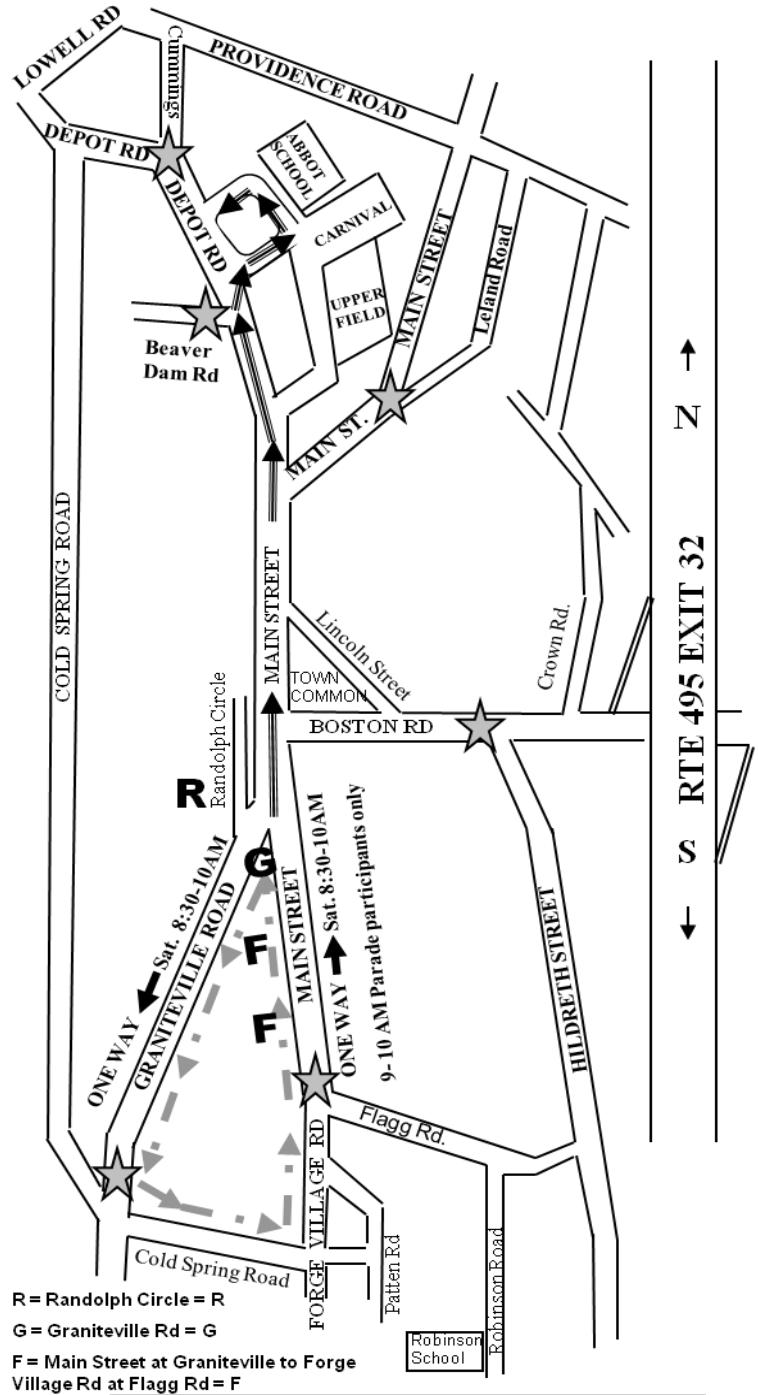 LOWELL RD
Cummings
PROVIDENCE ROAD
DEPOT RD
ABBOT
SCHOOL
DEPOT RD
CARNIVAL
MAIN STREET
Leland Road
UPPER
FIELD
Beaver
Dam Rd
MAIN ST.
N
COLD SPRING ROAD
MAIN STREET
RTE 495 EXIT 32
Lincoln Street
Crown Rd.
TOWN
COMMON
Randolph Circle
BOSTON RD
R
S
G
ONE WAY Sat. 8:30-10AM
GRANITEVILLE ROAD
F
F
MAIN STREET
ONE WAY Sat. 8:30-10AM
9-10 AM Parade participants only
HILDRETH STREET
Flagg Rd.
FORGE VILLAGE RD
Cold Spring Road
Patten Rd
Robinson Road
Robinson
School
R = Randolph Circle = R
G = Graniteville Rd = G
F = Main Street at Graniteville to Forge
Village Rd at Flagg Rd = F